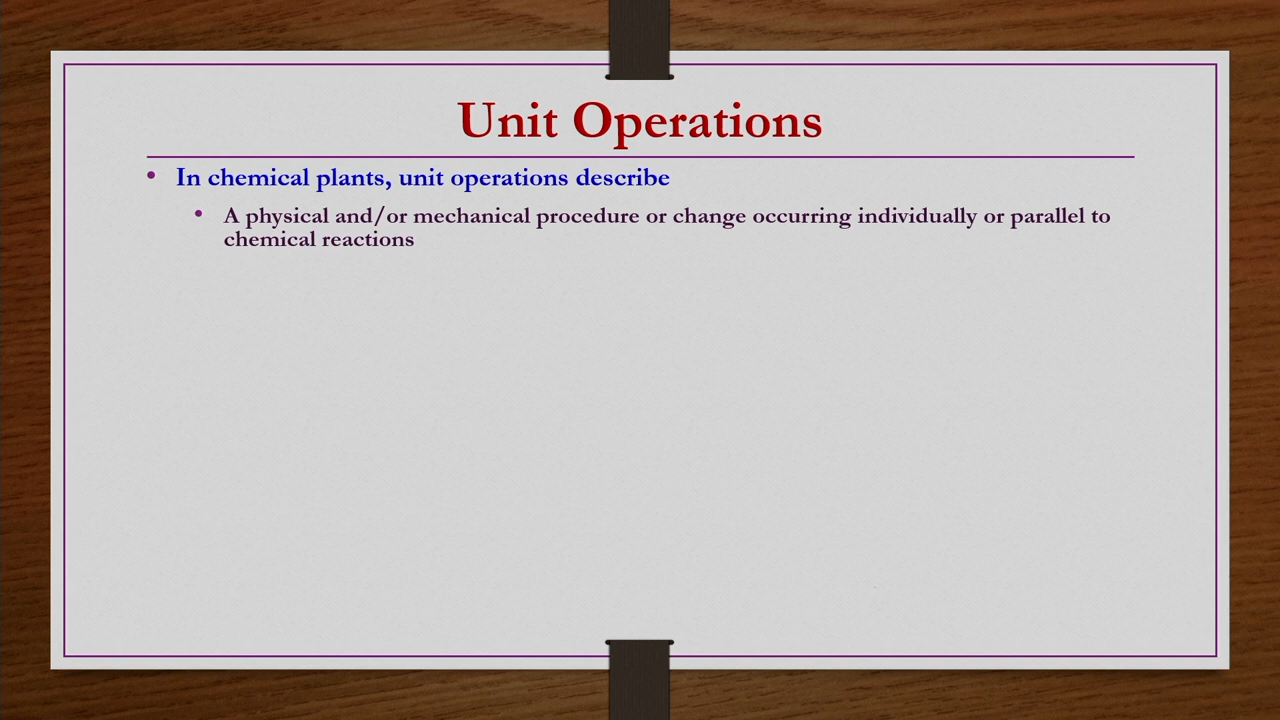 Unit Operations
• In chemical plants, unit operations describe
• A physical and/or mechanical procedure or change occurring individually or parallel to
chemical reactions